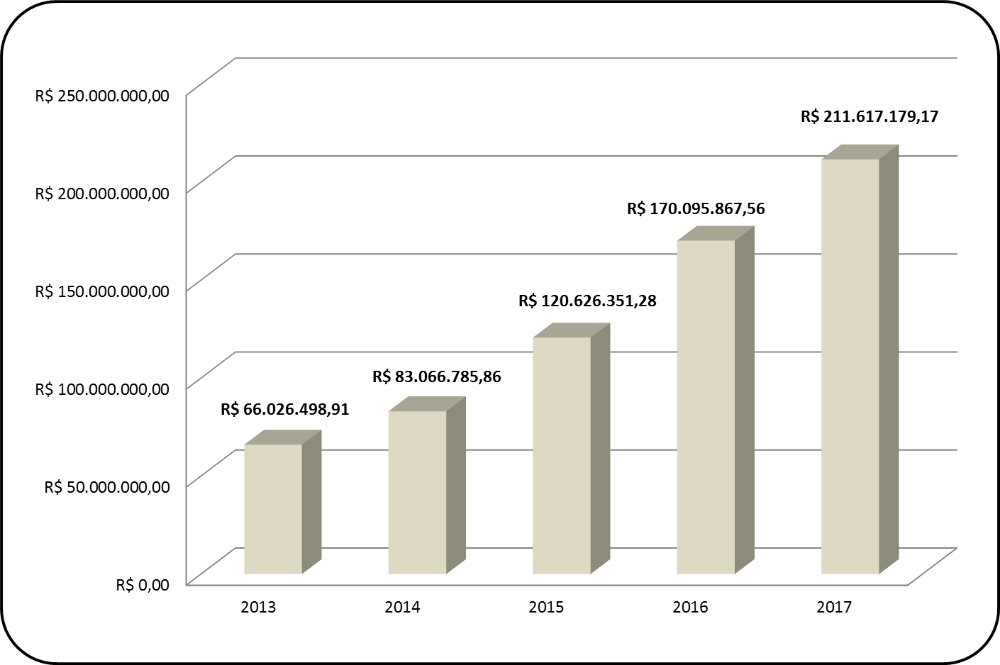 R$ 250.000.000,00
R$ 211.617.179,17
R$ 200.000.000,00
R$ 170.095.867,56
R$ 150.000.000,00
R$ 120.626.351,28
R$ 83.066.785,86
R$ 100.000.000,00
R$ 66.026.498,91
R$ 50.000.000,00
R$ 0,00
2013 2014 2015 2016 2017